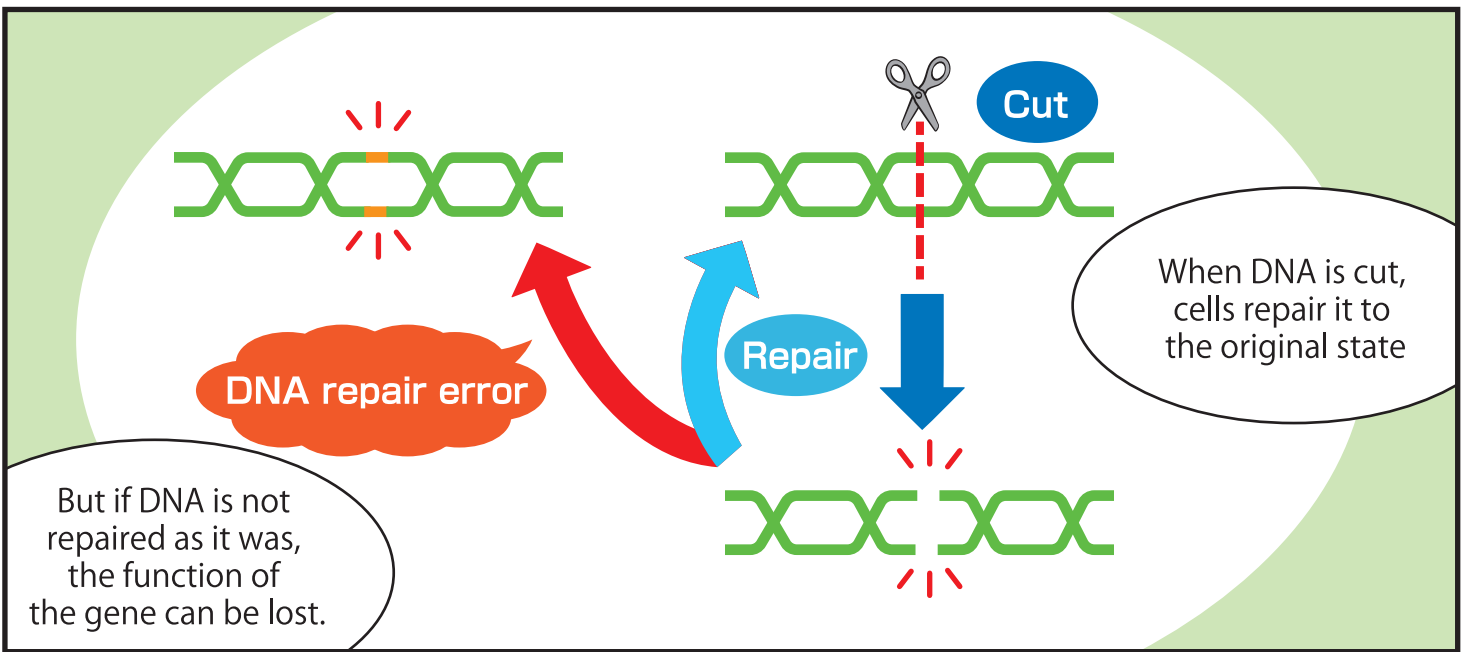 Cut
When DNA is cut,
cells repair it to
the original state
Repair
DNA repair error
But if DNA is not
repaired as it was,
the function of
the gene can be lost.